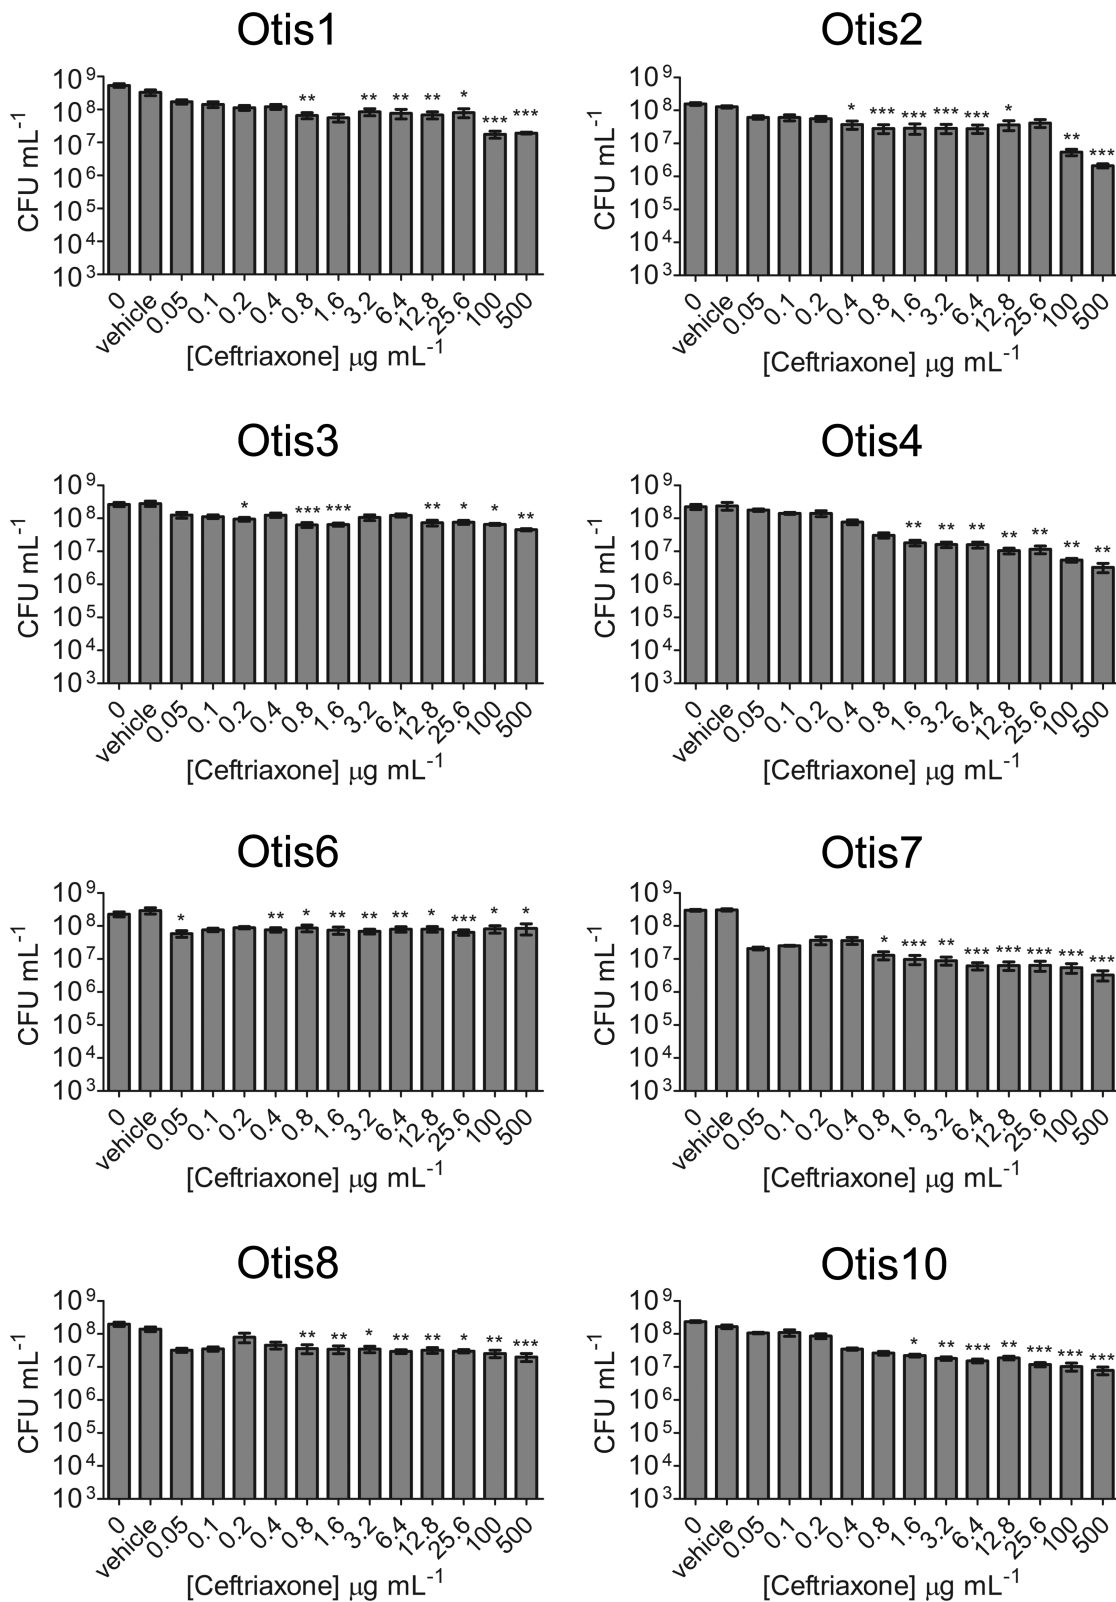 Otis1
CFU mL⁻¹
10⁹
10⁸
10⁷
10⁶
10⁵
10⁴
10³
** ** ** ** * *** ***
0 vehicle 0.05 0.1 0.2 0.4 0.8 1.6 3.2 6.4 12.8 25.6 100 500
[Ceftriaxone] μg mL⁻¹
Otis2
CFU mL⁻¹
10⁹
10⁸
10⁷
10⁶
10⁵
10⁴
10³
* *** *** *** *** * ** ***
0 vehicle 0.05 0.1 0.2 0.4 0.8 1.6 3.2 6.4 12.8 25.6 100 500
[Ceftriaxone] μg mL⁻¹
Otis3
CFU mL⁻¹
10⁹
10⁸
10⁷
10⁶
10⁵
10⁴
10³
* *** *** ** * * **
0 vehicle 0.05 0.1 0.2 0.4 0.8 1.6 3.2 6.4 12.8 25.6 100 500
[Ceftriaxone] μg mL⁻¹
Otis4
CFU mL⁻¹
10⁹
10⁸
10⁷
10⁶
10⁵
10⁴
10³
** ** ** ** ** ** **
0 vehicle 0.05 0.1 0.2 0.4 0.8 1.6 3.2 6.4 12.8 25.6 100 500
[Ceftriaxone] μg mL⁻¹
Otis6
CFU mL⁻¹
10⁹
10⁸
10⁷
10⁶
10⁵
10⁴
10³
* ** * ** ** ** * *** * *
0 vehicle 0.05 0.1 0.2 0.4 0.8 1.6 3.2 6.4 12.8 25.6 100 500
[Ceftriaxone] μg mL⁻¹
Otis7
CFU mL⁻¹
10⁹
10⁸
10⁷
10⁶
10⁵
10⁴
10³
* *** ** *** *** *** *** ***
0 vehicle 0.05 0.1 0.2 0.4 0.8 1.6 3.2 6.4 12.8 25.6 100 500
[Ceftriaxone] μg mL⁻¹
Otis8
CFU mL⁻¹
10⁹
10⁸
10⁷
10⁶
10⁵
10⁴
10³
** ** * ** ** * ** ***
0 vehicle 0.05 0.1 0.2 0.4 0.8 1.6 3.2 6.4 12.8 25.6 100 500
[Ceftriaxone] μg mL⁻¹
Otis10
CFU mL⁻¹
10⁹
10⁸
10⁷
10⁶
10⁵
10⁴
10³
* ** *** ** *** *** ***
0 vehicle 0.05 0.1 0.2 0.4 0.8 1.6 3.2 6.4 12.8 25.6 100 500
[Ceftriaxone] μg mL⁻¹